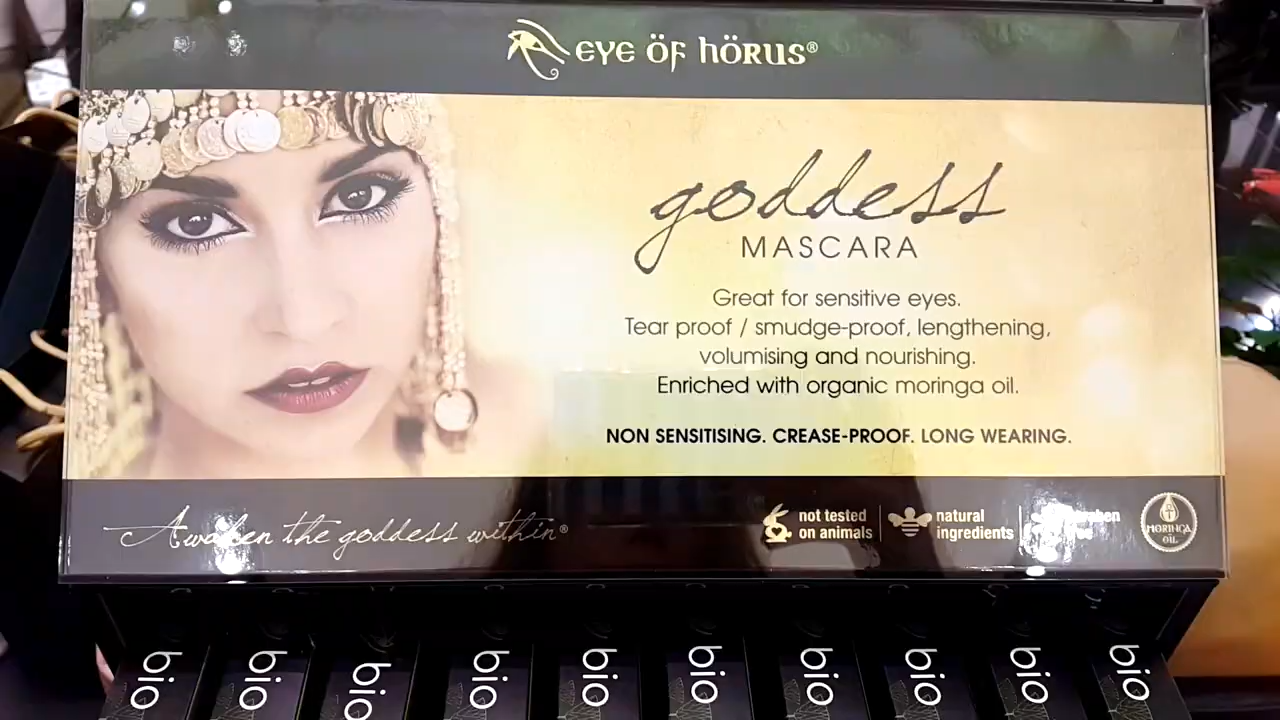 EYE ÖF HÖRUS®
goddess
MASCARA
Great for sensitive eyes.
Tear proof / smudge-proof, lengthening,
volumising and nourishing.
Enriched with organic moringa oil.
NON SENSITISING. CREASE-PROOF. LONG WEARING.
Awaken the goddess within®
not tested
on animals
natural
ingredients
MORINGA
OIL
bio bio bio bio bio bio bio bio bio bio